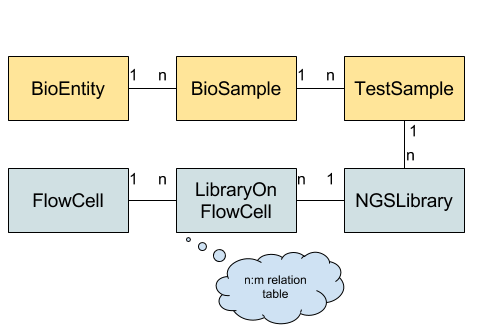 BioEntity 1 n BioSample 1 n TestSample
1
n
FlowCell 1 n LibraryOn n 1 NGSLibrary
FlowCell
n:m relation
table